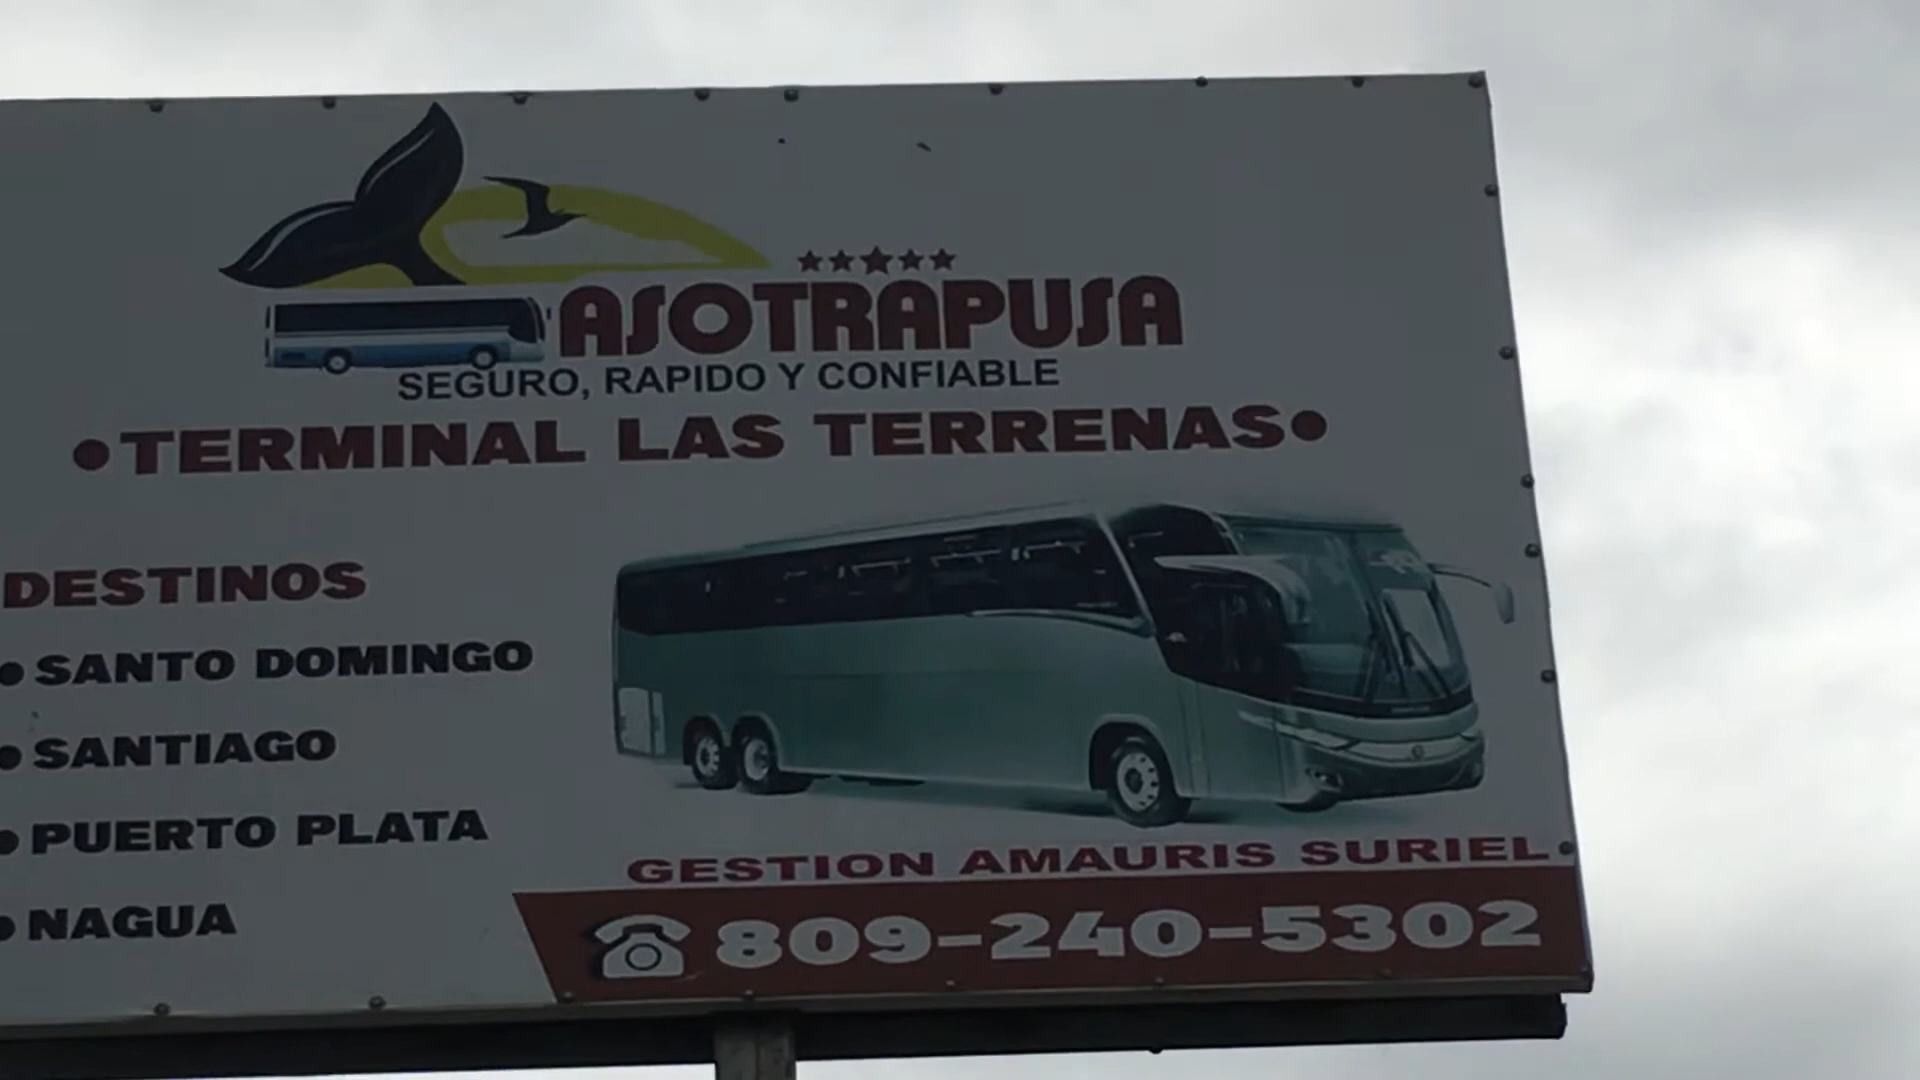 ASOTRAPUSA
SEGURO, RAPIDO Y CONFIABLE
•TERMINAL LAS TERRENAS•
DESTINOS
• SANTO DOMINGO
• SANTIAGO
• PUERTO PLATA
• NAGUA
GESTION AMAURIS SURIEL
809-240-5302